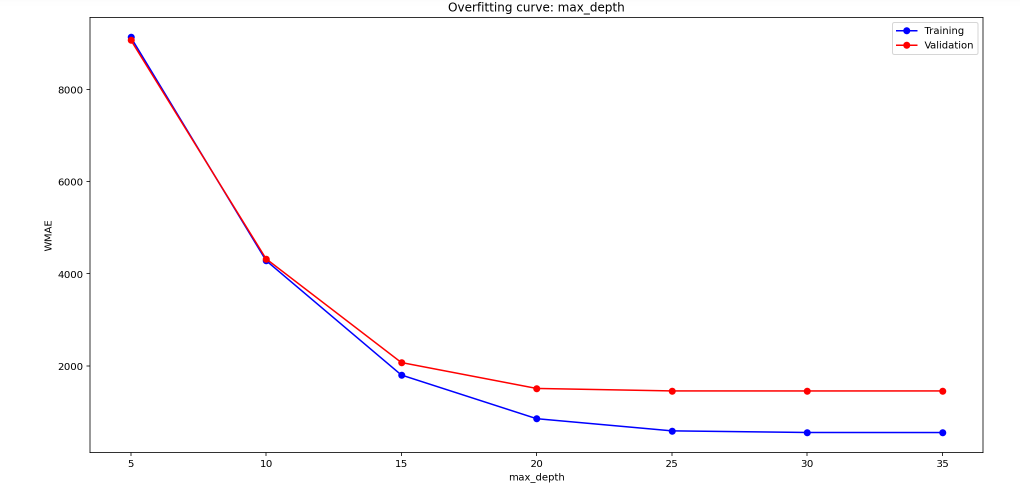 Overfitting curve: max_depth
Training
Validation
8000
6000
4000
2000
WMAE
5 10 15 20 25 30 35
max_depth